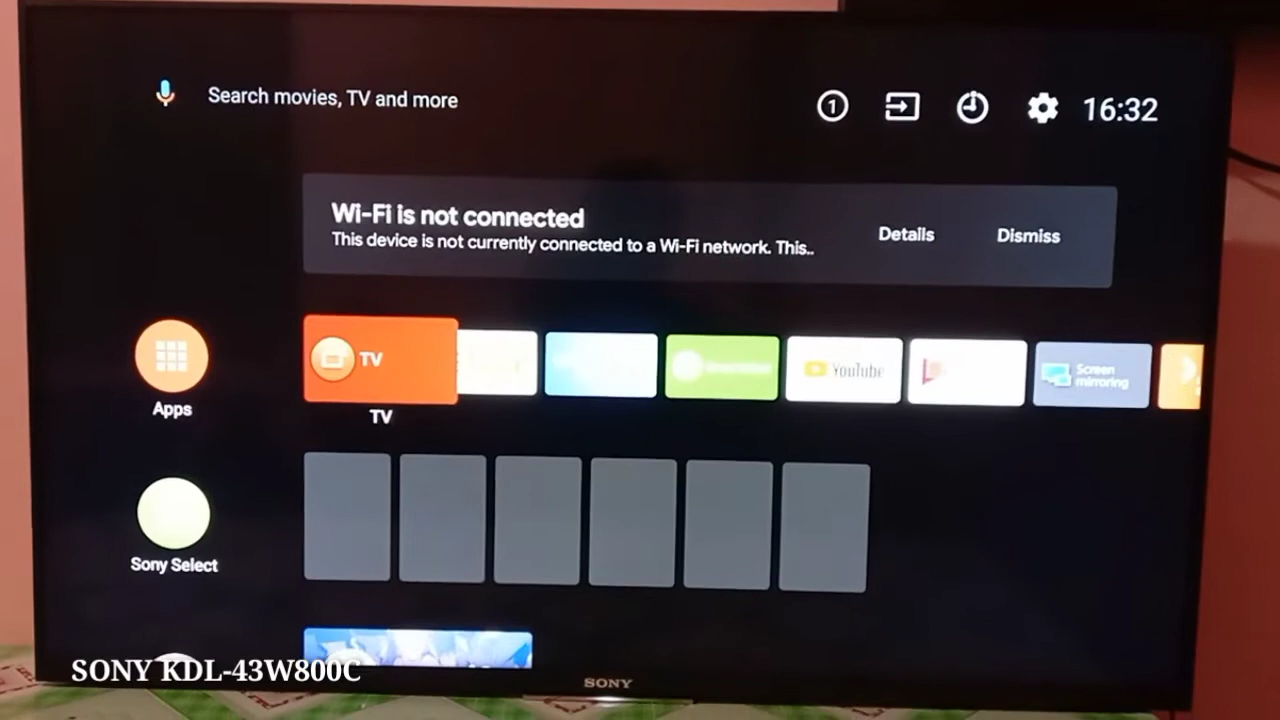 Search movies, TV and more
1
16:32
Wi-Fi is not connected
This device is not currently connected to a Wi-Fi network. This..
Details
Dismiss
TV
YouTube
Screen
mirroring
Apps
TV
Sony Select
SONY KDL-43W800C
SONY